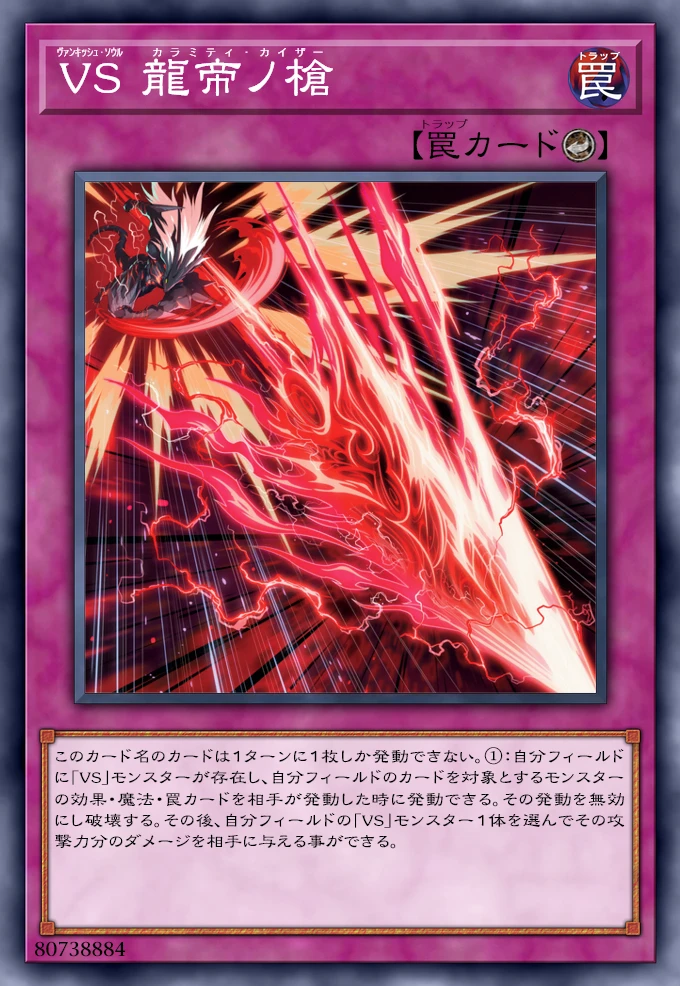 ヴァンキッシュ・ソウル カラミティ・カイザー
VS 龍帝ノ槍
トラップ
罠
トラップ
【罠カード】
このカード名のカードは1ターンに1枚しか発動できない。①:自分フィールド
に「VS」モンスターが存在し、自分フィールドのカードを対象とするモンスター
の効果・魔法・罠カードを相手が発動した時に発動できる。その発動を無効
にし破壊する。その後、自分フィールドの「VS」モンスター1体を選んでその攻
撃力分のダメージを相手に与える事ができる。
80738884